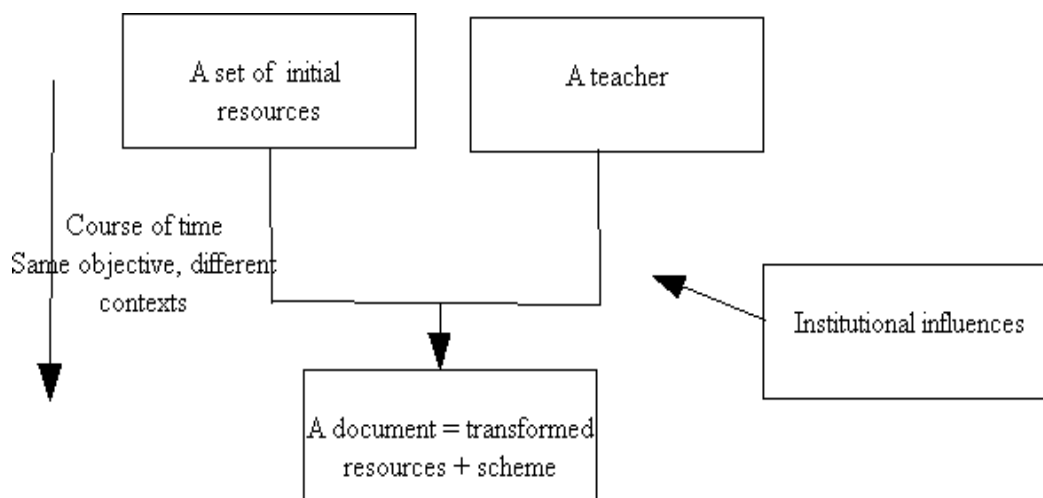 A set of initial
resources
A teacher
Course of time
Same objective, different
contexts
Institutional influences
A document = transformed
resources + scheme